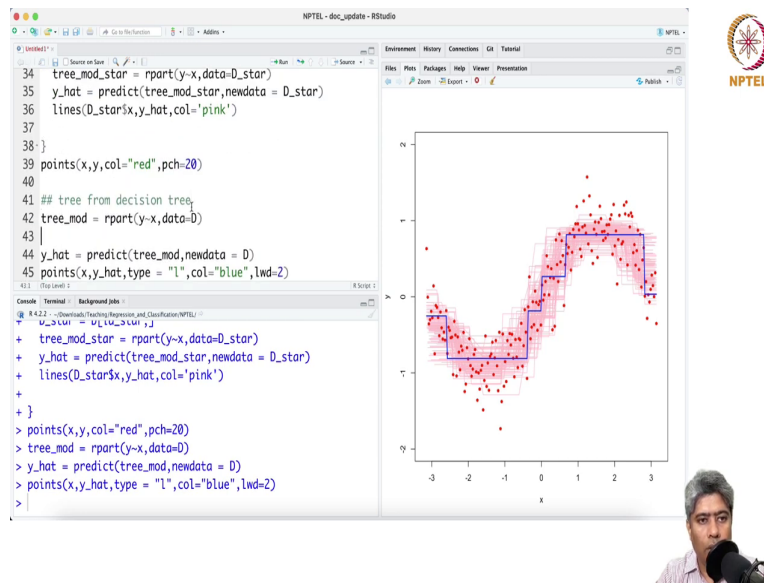 NPTEL - doc_update - RStudio
Go to file/function
Addins
NPTEL
Untitled1*
Source on Save
Run
Source
34 tree_mod_star = rpart(y~x,data=D_star)
35 y_hat = predict(tree_mod_star,newdata = D_star)
36 lines(D_star$x,y_hat,col='pink')
37
38 }
39 points(x,y,col="red",pch=20)
40
41 ## tree from decision tree
42 tree_mod = rpart(y~x,data=D)
43
44 y_hat = predict(tree_mod,newdata = D)
45 points(x,y_hat,type = "l",col="blue",lwd=2)
43:1 (Top Level) R Script
Console Terminal Background Jobs
R 4.2.2 · ~/Downloads/Teaching/Regression_and_Classification/NPTEL/
+ D_star = D[id_star,]
+ tree_mod_star = rpart(y~x,data=D_star)
+ y_hat = predict(tree_mod_star,newdata = D_star)
+ lines(D_star$x,y_hat,col='pink')
+
+ }
> points(x,y,col="red",pch=20)
> tree_mod = rpart(y~x,data=D)
> y_hat = predict(tree_mod,newdata = D)
> points(x,y_hat,type = "l",col="blue",lwd=2)
>
Environment History Connections Git Tutorial
Files Plots Packages Help Viewer Presentation
Zoom Export Publish
2
1
0
-1
-2
y
-3 -2 -1 0 1 2 3
x
NPTEL